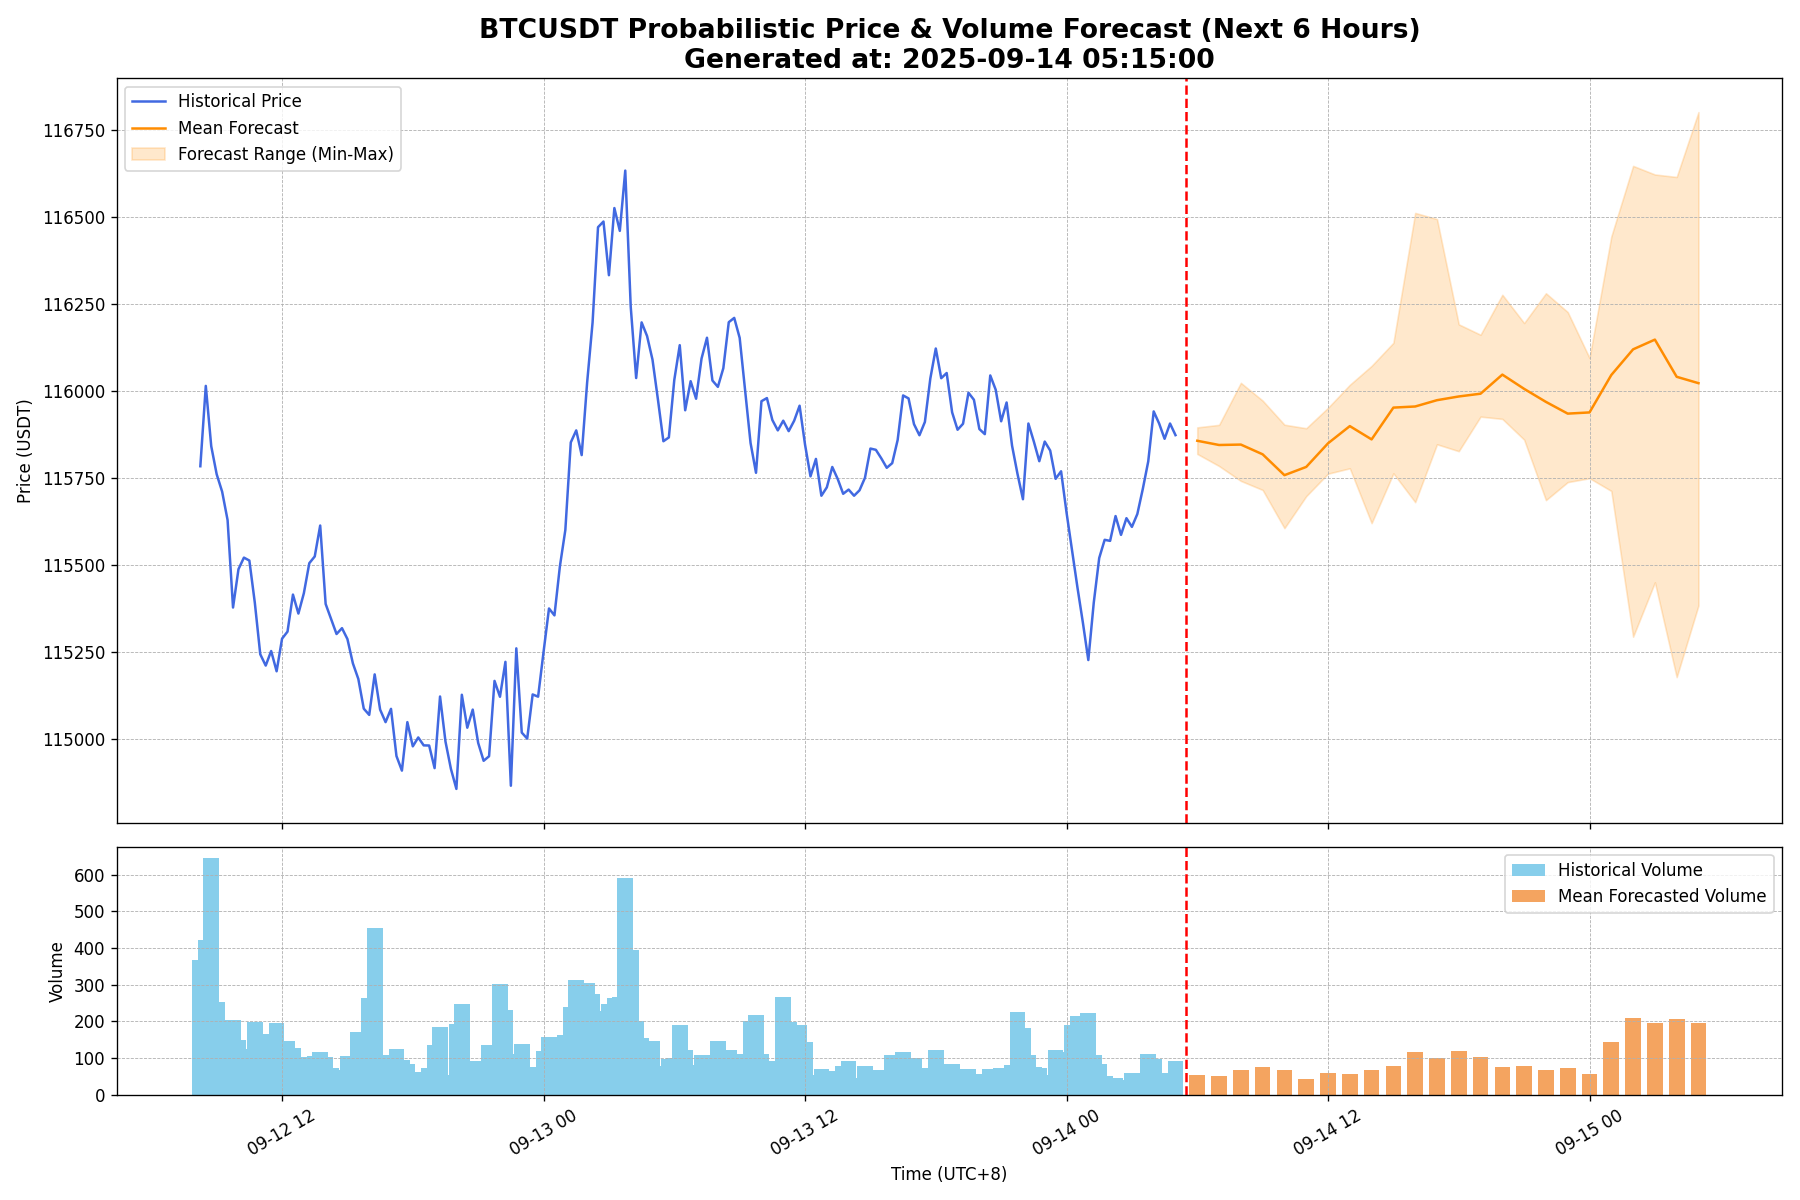 BTCUSDT Probabilistic Price & Volume Forecast (Next 6 Hours)
Generated at: 2025-09-14 05:15:00
Historical Price
Mean Forecast
Forecast Range (Min-Max)
116750
116500
116250
116000
115750
115500
115250
115000
Price (USDT)
Historical Volume
Mean Forecasted Volume
600
500
400
300
200
100
0
Volume
09-12 12
09-13 00
09-13 12
09-14 00
09-14 12
09-15 00
Time (UTC+8)